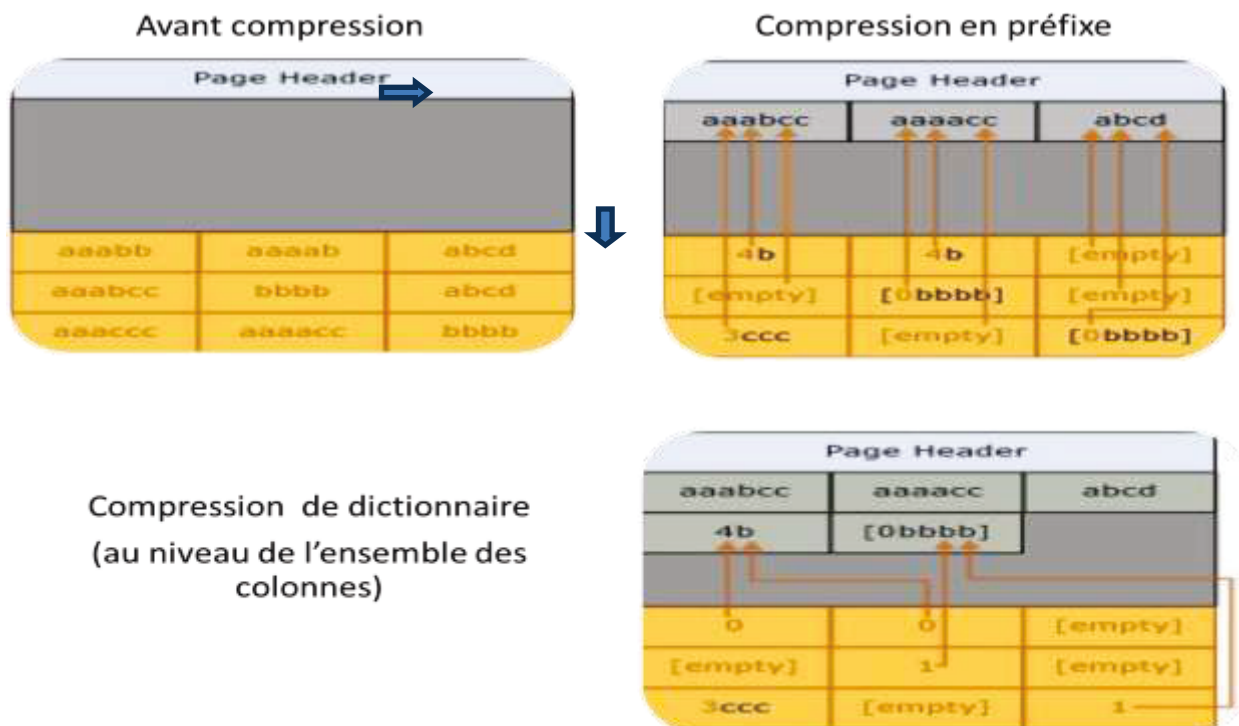 Avant compression
Page Header
aaabb aaaab abcd
aaabcc bbbb abcd
aaaccc aaaacc bbbb
Compression en préfixe
Page Header
aaabcc aaaacc abcd
4b 4b [empty]
[empty] [0bbbb] [empty]
3ccc [empty] [0bbbb]
Compression de dictionnaire
(au niveau de l'ensemble des
colonnes)
Page Header
aaabcc aaaacc abcd
4b [0bbbb]
0 0 [empty]
[empty] 1 [empty]
3ccc [empty] 1